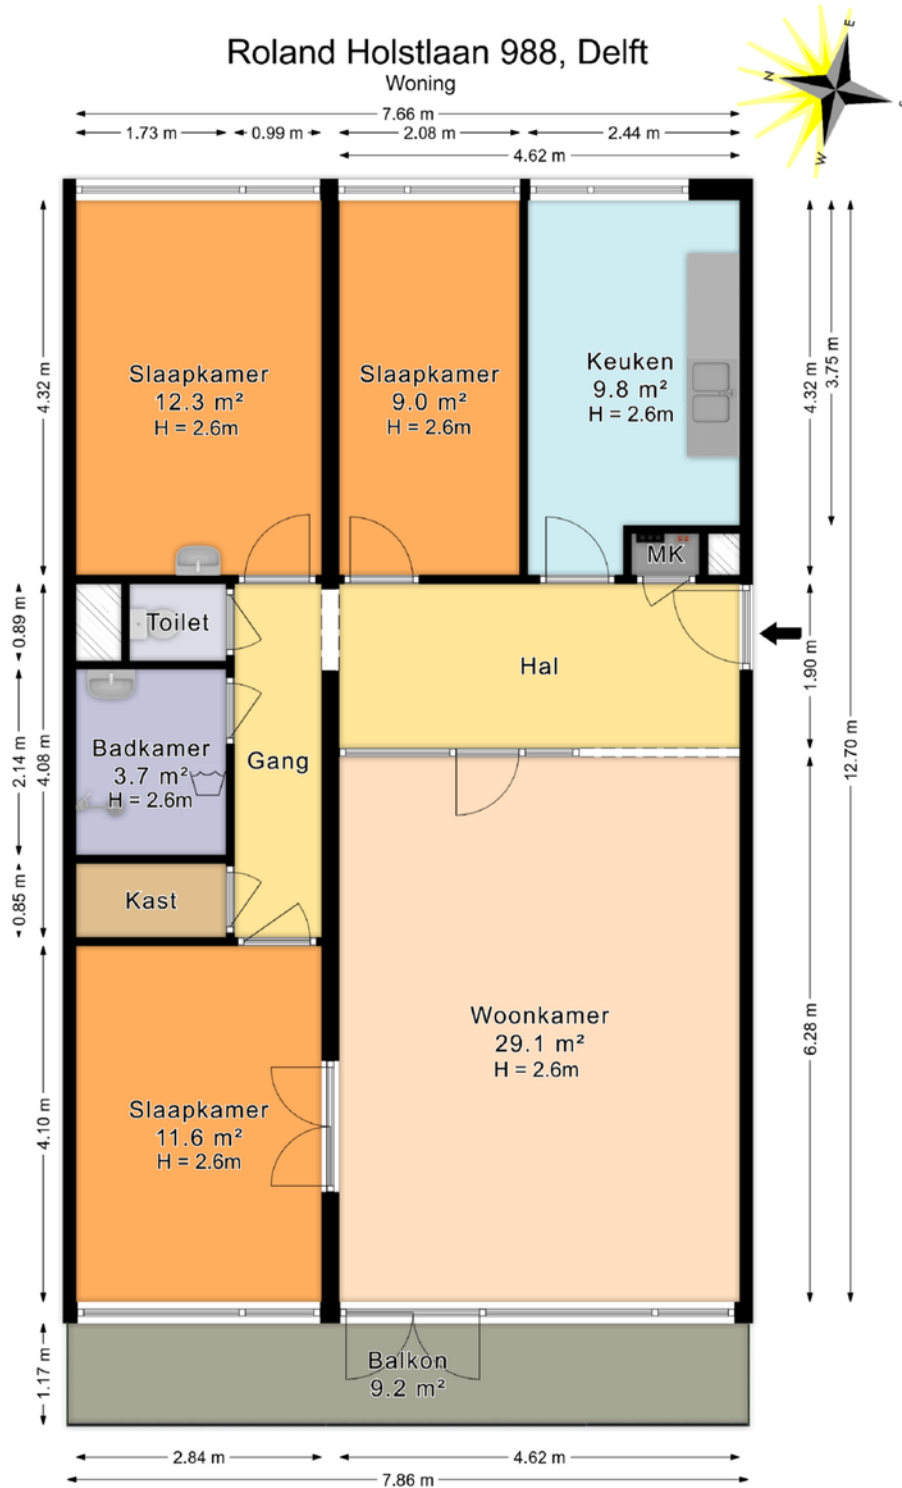 Roland Holstlaan 988, Delft
Woning
E
N
S
W
7.66 m
1.73 m
0.99 m
2.08 m
2.44 m
4.62 m
4.32 m
4.32 m
3.75 m
Slaapkamer
12.3 m²
H = 2.6m
Slaapkamer
9.0 m²
H = 2.6m
Keuken
9.8 m²
H = 2.6m
MK
Toilet
0.89 m
Hal
1.90 m
12.70 m
Badkamer
3.7 m²
H = 2.6m
2.14 m
4.08 m
Gang
Kast
0.85 m
Woonkamer
29.1 m²
H = 2.6m
6.28 m
Slaapkamer
11.6 m²
H = 2.6m
4.10 m
Balkon
9.2 m²
1.17 m
2.84 m
4.62 m
7.86 m